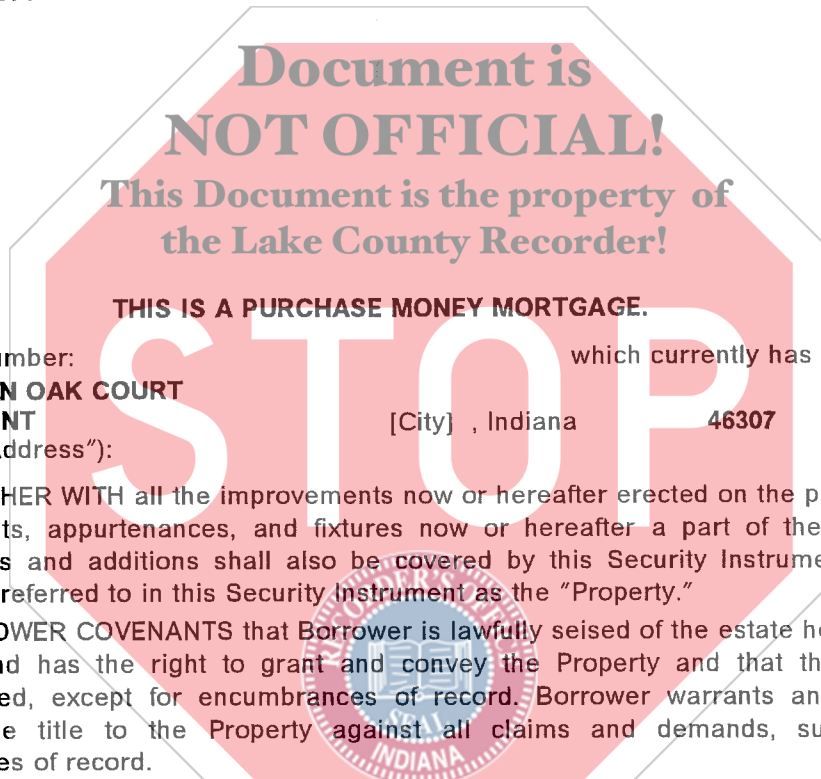 Document is
NOT OFFICIAL!
This Document is the property of
the Lake County Recorder!
THIS IS A PURCHASE MONEY MORTGAGE.
umber: which currently has
N OAK COURT
NT [City] , Indiana 46307
ddress"):
STOP
HER WITH all the improvements now or hereafter erected on the p
ts, appurtenances, and fixtures now or hereafter a part of the
s and additions shall also be covered by this Security Instrume
referred to in this Security Instrument as the "Property."
OWER COVENANTS that Borrower is lawfully seised of the estate h
nd has the right to grant and convey the Property and that th
ed, except for encumbrances of record. Borrower warrants an
e title to the Property against all claims and demands, su
es of record.
RECORDER'S OFFICE
SEAL
INDIANA